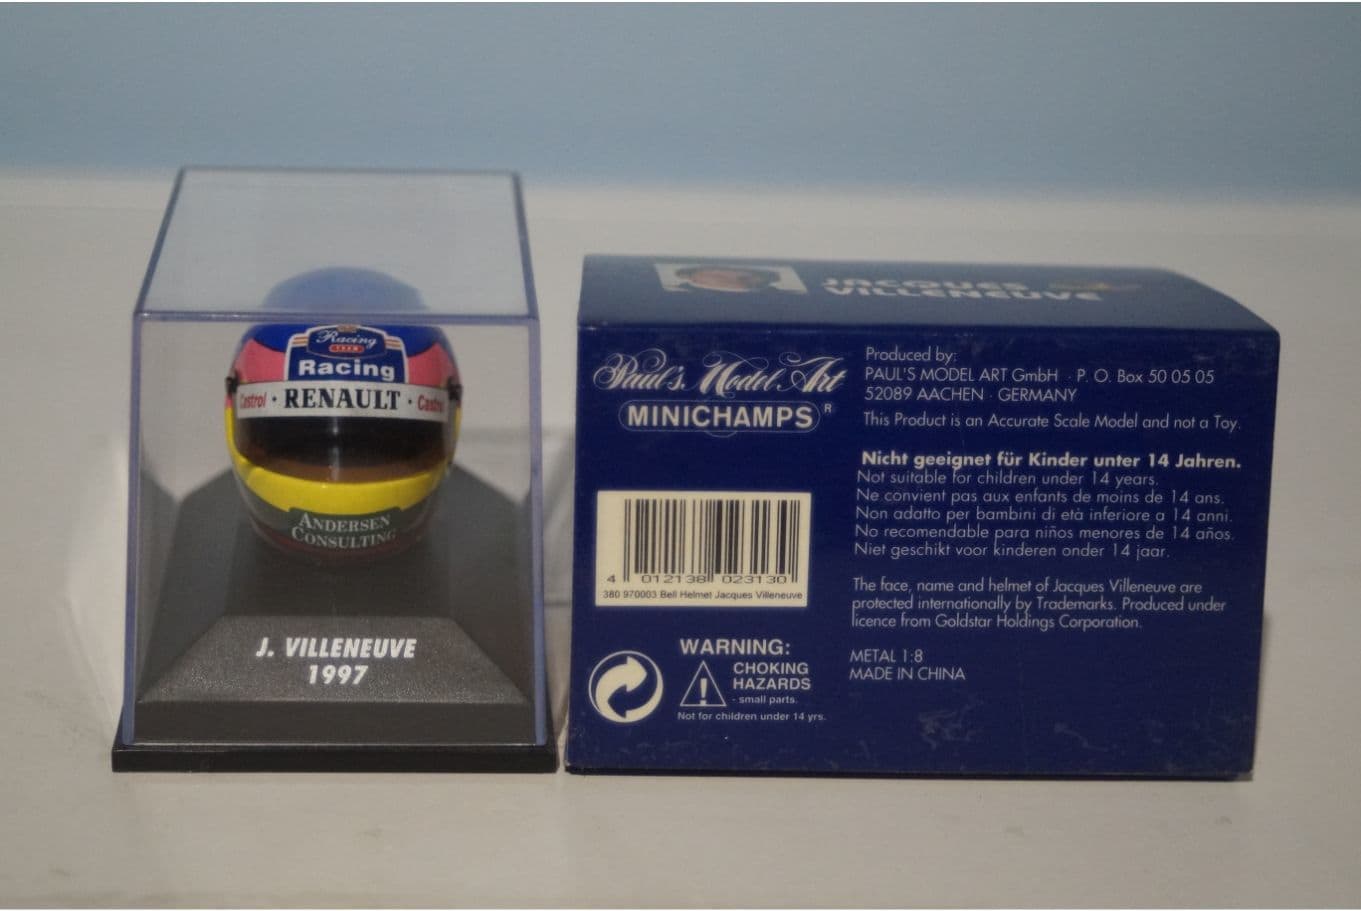 Racing
TEAM
Racing
Castrol · RENAULT · Castrol
ANDERSEN
CONSULTING
J. VILLENEUVE
1997
JACQUES
VILLENEUVE
Paul's Model Art
MINICHAMPS®
4 012138 023130
380 970003 Bell Helmet Jacques Villeneuve
WARNING:
CHOKING
HAZARDS
- small parts.
Not for children under 14 yrs.
Produced by:
PAUL'S MODEL ART GmbH · P. O. Box 50 05 05
52089 AACHEN · GERMANY
This Product is an Accurate Scale Model and not a Toy.
Nicht geeignet für Kinder unter 14 Jahren.
Not suitable for children under 14 years.
Ne convient pas aux enfants de moins de 14 ans.
Non adatto per bambini di età inferiore a 14 anni.
No recomendable para niños menores de 14 años.
Niet geschikt voor kinderen onder 14 jaar.
The face, name and helmet of Jacques Villeneuve are
protected internationally by Trademarks. Produced under
licence from Goldstar Holdings Corporation.
METAL 1:8
MADE IN CHINA